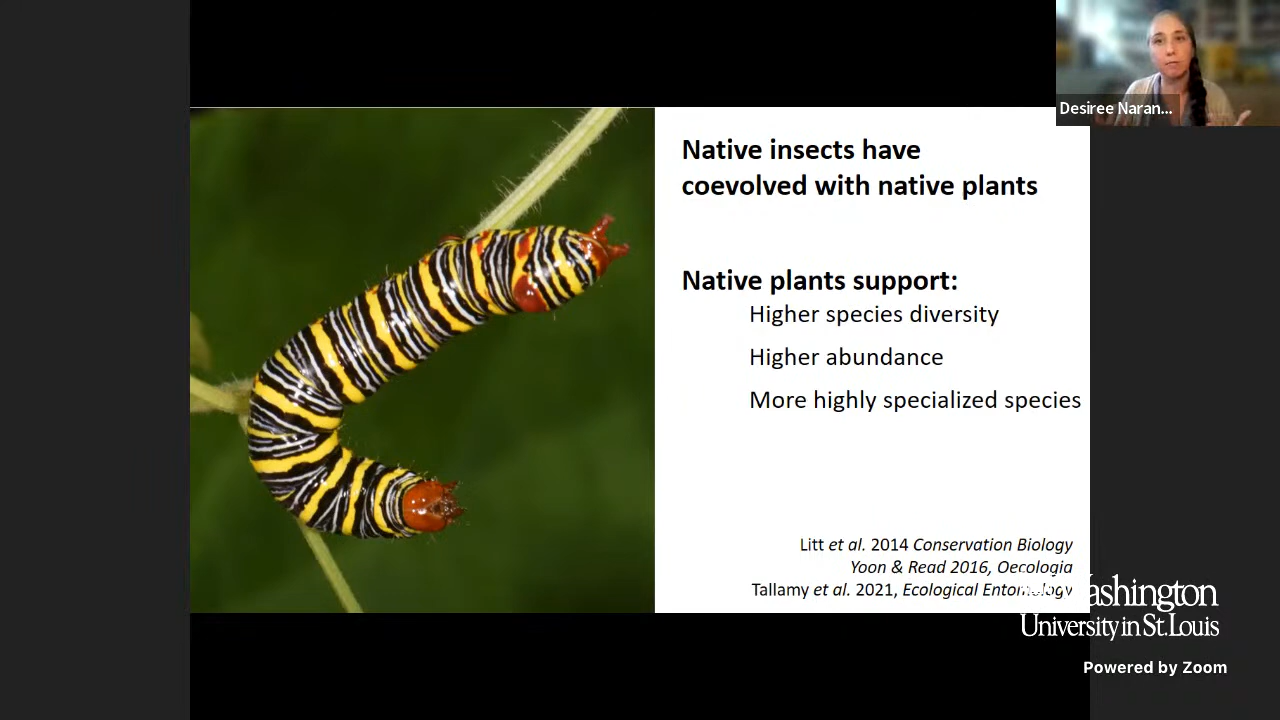 Desiree Naran...
Native insects have
coevolved with native plants
Native plants support:
Higher species diversity
Higher abundance
More highly specialized species
Litt et al. 2014 Conservation Biology
Yoon & Read 2016, Oecologia
Tallamy et al. 2021, Ecological Entomology
Washington
University in St. Louis
Powered by Zoom